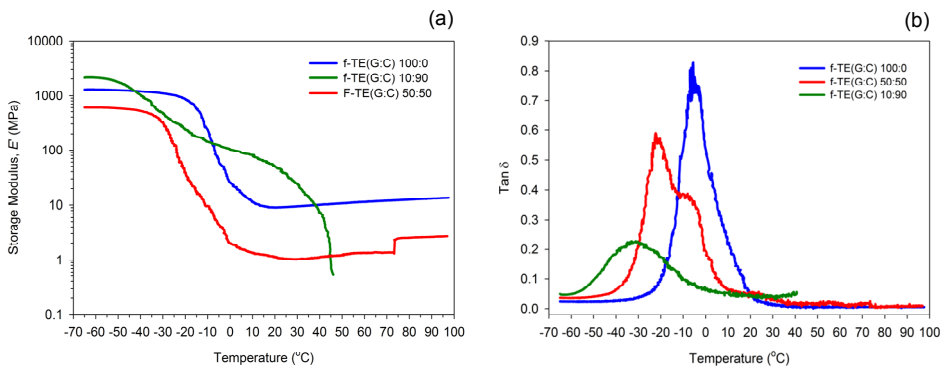 (a)
10000
1000
100
10
1
0.1
Storage Modulus, E' (MPa)
f-TE(G:C) 100:0
f-TE(G:C) 10:90
F-TE(G:C) 50:50
-70 -60 -50 -40 -30 -20 -10 0 10 20 30 40 50 60 70 80 90 100
Temperature (°C)
(b)
0.9
0.8
0.7
0.6
0.5
0.4
0.3
0.2
0.1
0.0
Tan δ
f-TE(G:C) 100:0
f-TE(G:C) 50:50
f-TE(G:C) 10:90
-70 -60 -50 -40 -30 -20 -10 0 10 20 30 40 50 60 70 80 90 100
Temperature (°C)